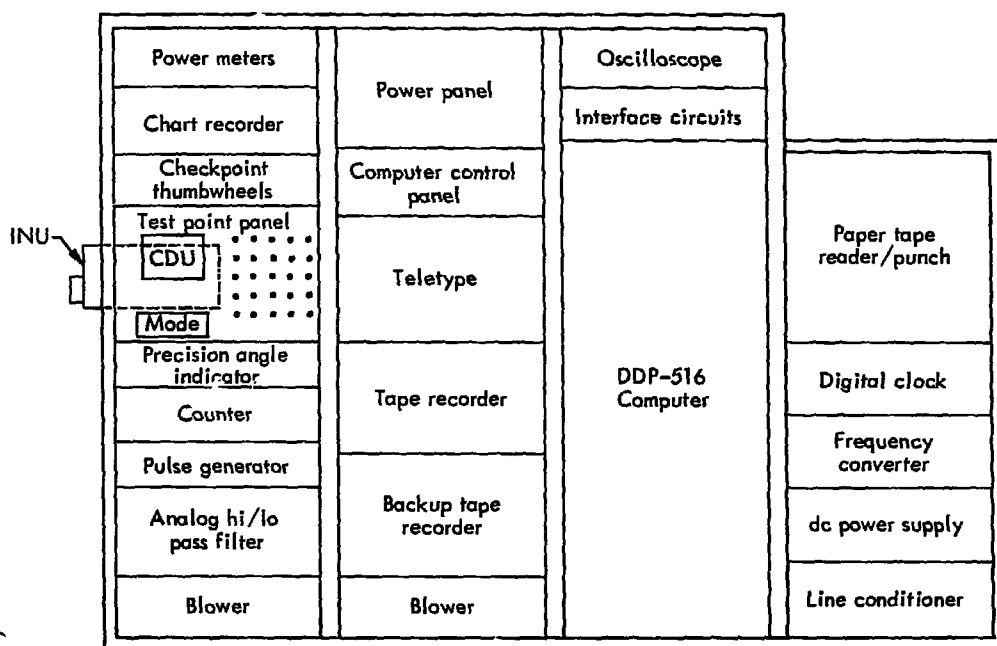 Power meters
Chart recorder
Checkpoint
thumbwheels
Test point panel
INU
CDU
Mode
Precision angle
indicator
Counter
Pulse generator
Analog hi/lo
pass filter
Blower
Power panel
Computer control
panel
Teletype
Tape recorder
Backup tape
recorder
Blower
Oscilloscope
Interface circuits
DDP-516
Computer
Paper tape
reader/punch
Digital clock
Frequency
converter
dc power supply
Line conditioner